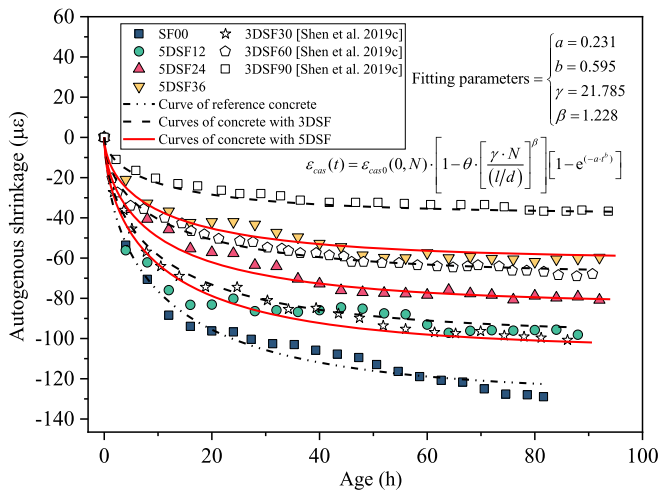 60
40
20
0
-20
-40
-60
-80
-100
-120
-140
Autogenous shrinkage (με)
SF00
5DSF12
5DSF24
5DSF36
3DSF30 [Shen et al. 2019c]
3DSF60 [Shen et al. 2019c]
3DSF90 [Shen et al. 2019c]
Curve of reference concrete
Curves of concrete with 3DSF
Curves of concrete with 5DSF
Fitting parameters = { a = 0.231
b = 0.595
γ = 21.785
β = 1.228
ε_cas(t) = ε_cas0(0, N) · [1 − θ · [γ · N / (l/d)]^β] [1 − e^(−a·t^b)]
0 20 40 60 80 100
Age (h)